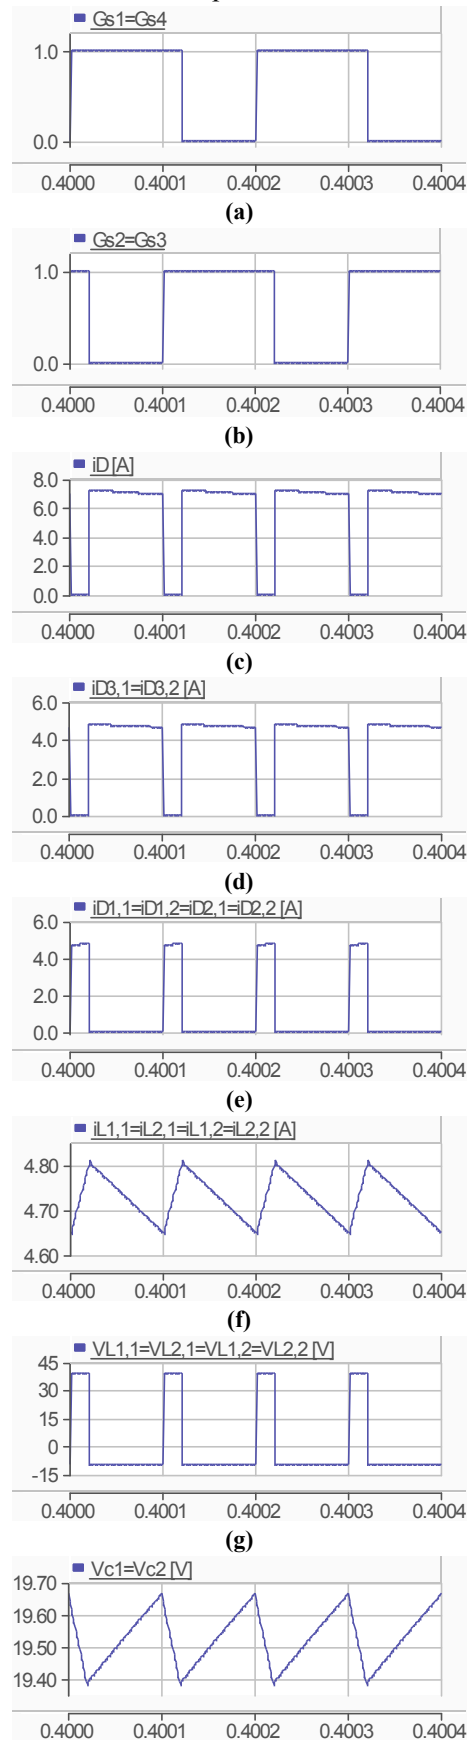 Gs1=Gs4
1.0
0.0
0.4000 0.4001 0.4002 0.4003 0.4004
(a)
Gs2=Gs3
1.0
0.0
0.4000 0.4001 0.4002 0.4003 0.4004
(b)
iD [A]
8.0
6.0
4.0
2.0
0.0
0.4000 0.4001 0.4002 0.4003 0.4004
(c)
iD3,1=iD3,2 [A]
6.0
4.0
2.0
0.0
0.4000 0.4001 0.4002 0.4003 0.4004
(d)
iD1,1=iD1,2=iD2,1=iD2,2 [A]
6.0
4.0
2.0
0.0
0.4000 0.4001 0.4002 0.4003 0.4004
(e)
iL1,1=iL2,1=iL1,2=iL2,2 [A]
4.80
4.70
4.60
0.4000 0.4001 0.4002 0.4003 0.4004
(f)
VL1,1=VL2,1=VL1,2=VL2,2 [V]
45
30
15
0
-15
0.4000 0.4001 0.4002 0.4003 0.4004
(g)
Vc1=Vc2 [V]
19.70
19.60
19.50
19.40
0.4000 0.4001 0.4002 0.4003 0.4004